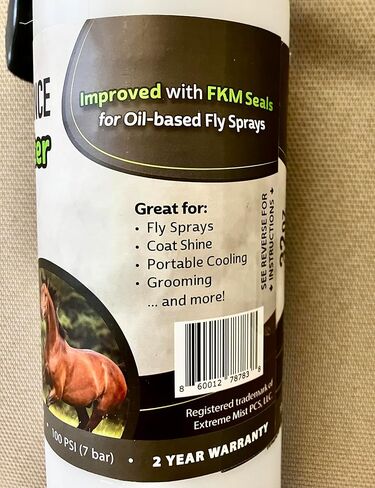 ICE
er
Improved with FKM Seals
for Oil-based Fly Sprays
Great for:
• Fly Sprays
• Coat Shine
• Portable Cooling
• Grooming
... and more!
SEE REVERSE FOR
• INSTRUCTIONS •
32oz
8 60012 78783 8
Registered trademark of
Extreme Mist PCS, LLC
100 PSI (7 bar) • 2 YEAR WARRANTY